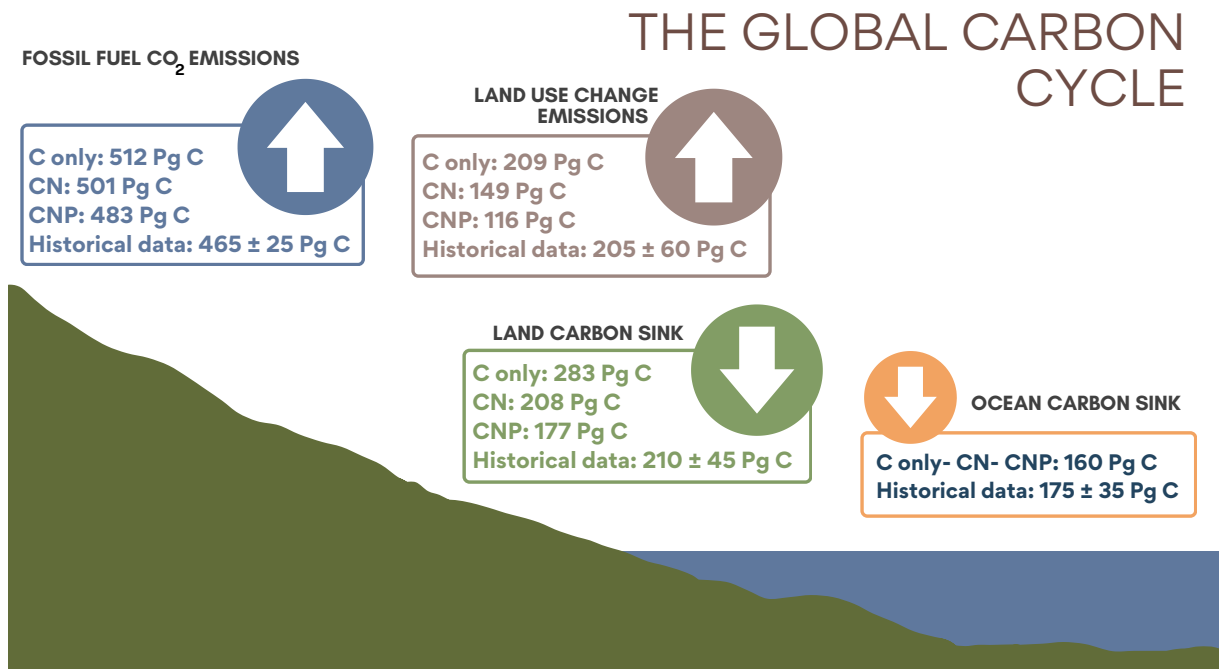 THE GLOBAL CARBON
CYCLE
FOSSIL FUEL CO2 EMISSIONS
C only: 512 Pg C
CN: 501 Pg C
CNP: 483 Pg C
Historical data: 465 ± 25 Pg C
LAND USE CHANGE
EMISSIONS
C only: 209 Pg C
CN: 149 Pg C
CNP: 116 Pg C
Historical data: 205 ± 60 Pg C
LAND CARBON SINK
C only: 283 Pg C
CN: 208 Pg C
CNP: 177 Pg C
Historical data: 210 ± 45 Pg C
OCEAN CARBON SINK
C only- CN- CNP: 160 Pg C
Historical data: 175 ± 35 Pg C